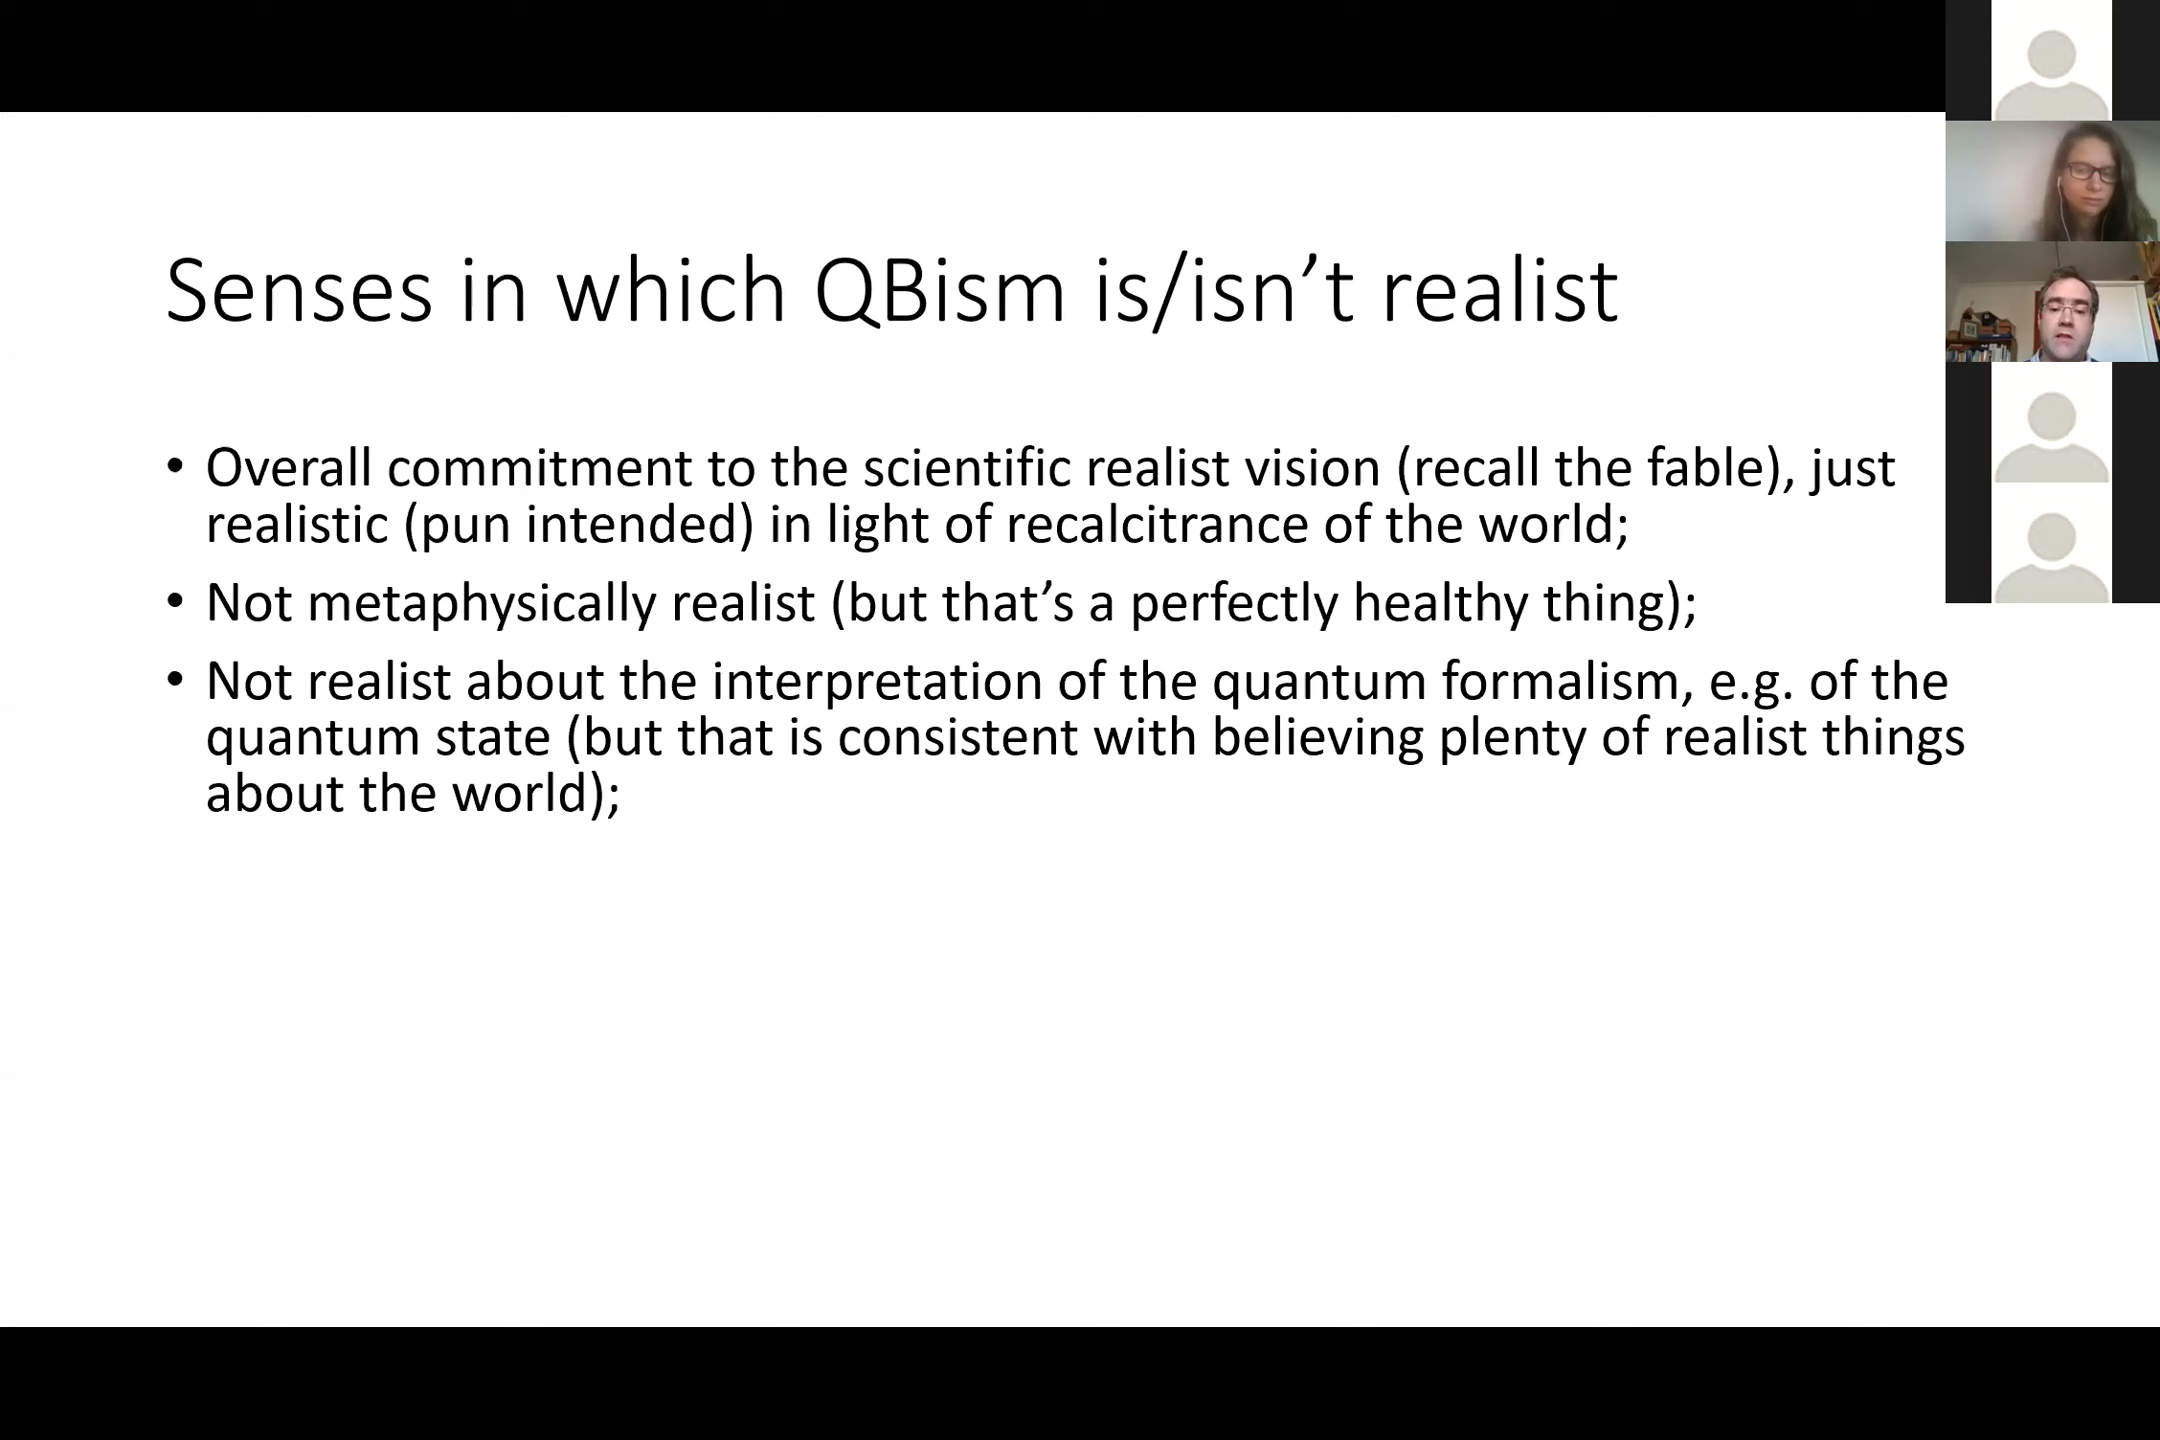 Senses in which QBism is/isn’t realist
• Overall commitment to the scientific realist vision (recall the fable), just
realistic (pun intended) in light of recalcitrance of the world;
• Not metaphysically realist (but that’s a perfectly healthy thing);
• Not realist about the interpretation of the quantum formalism, e.g. of the
quantum state (but that is consistent with believing plenty of realist things
about the world);